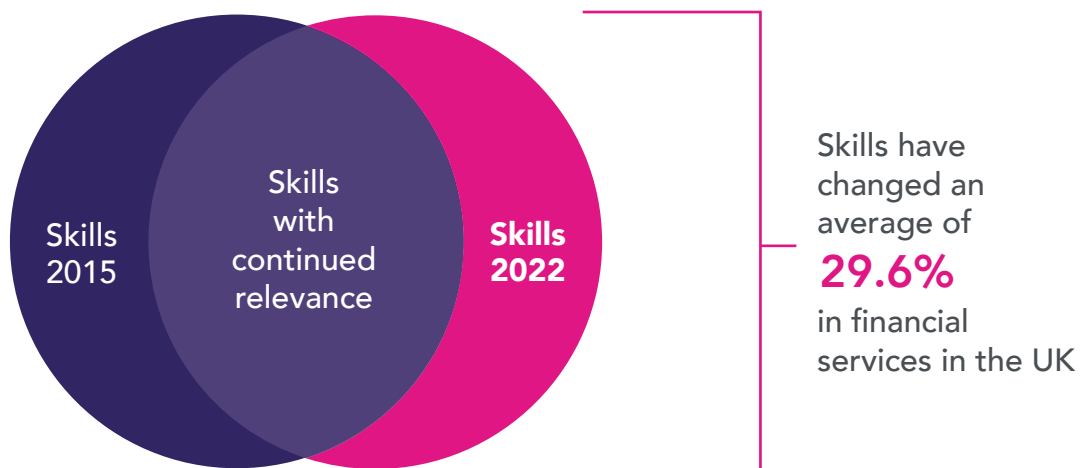 Skills
2015
Skills
with
continued
relevance
Skills
2022
Skills have
changed an
average of
29.6%
in financial
services in the UK